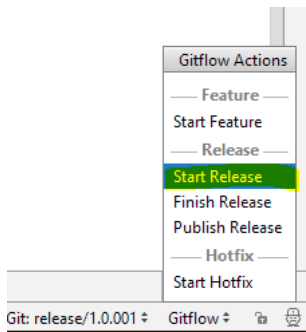 Gitflow Actions
Feature
Start Feature
Release
Start Release
Finish Release
Publish Release
Hotfix
Start Hotfix
Git: release/1.0.001 Gitflow